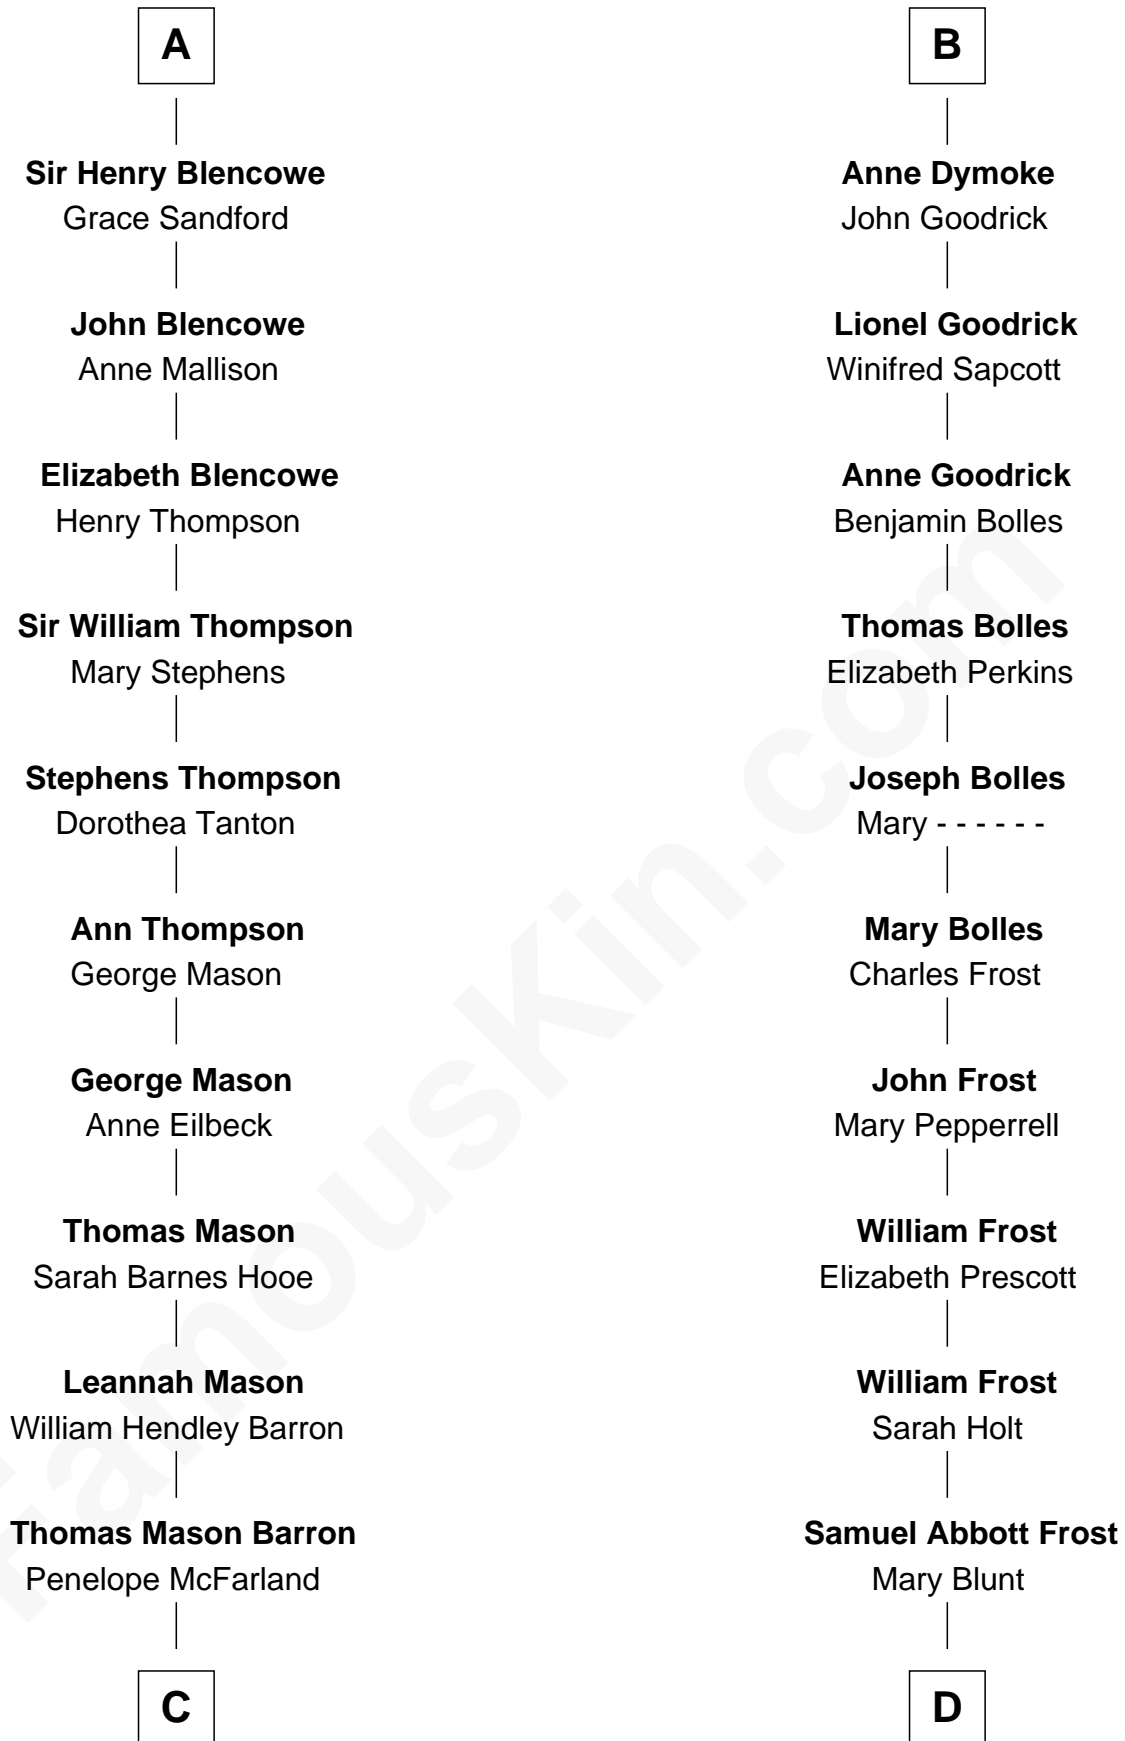 A
Sir Henry Blencowe
Grace Sandford
John Blencowe
Anne Mallison
Elizabeth Blencowe
Henry Thompson
Sir William Thompson
Mary Stephens
Stephens Thompson
Dorothea Tanton
Ann Thompson
George Mason
George Mason
Anne Eilbeck
Thomas Mason
Sarah Barnes Hooe
Leannah Mason
William Hendley Barron
Thomas Mason Barron
Penelope McFarland
C
B
Anne Dymoke
John Goodrick
Lionel Goodrick
Winifred Sapcott
Anne Goodrick
Benjamin Bolles
Thomas Bolles
Elizabeth Perkins
Joseph Bolles
Mary - - - - - -
Mary Bolles
Charles Frost
John Frost
Mary Pepperrell
William Frost
Elizabeth Prescott
William Frost
Sarah Holt
Samuel Abbott Frost
Mary Blunt
D
FamousKin.com